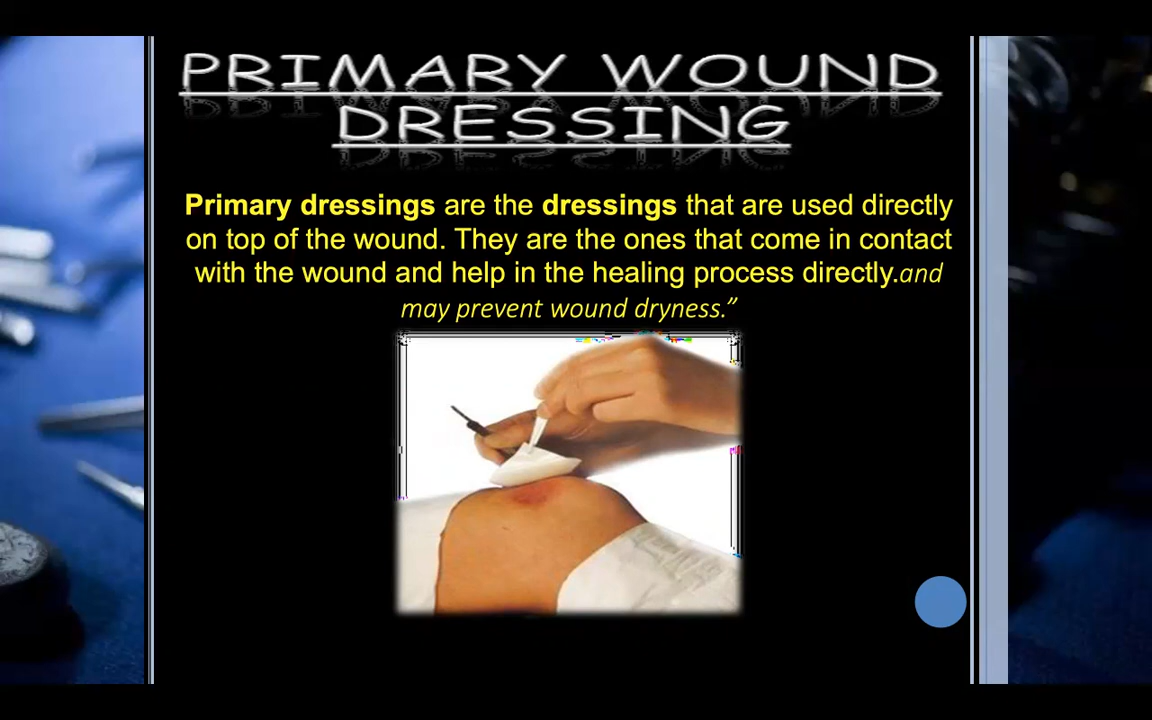 PRIMARY WOUND
DRESSING
Primary dressings are the dressings that are used directly
on top of the wound. They are the ones that come in contact
with the wound and help in the healing process directly.and
may prevent wound dryness.”